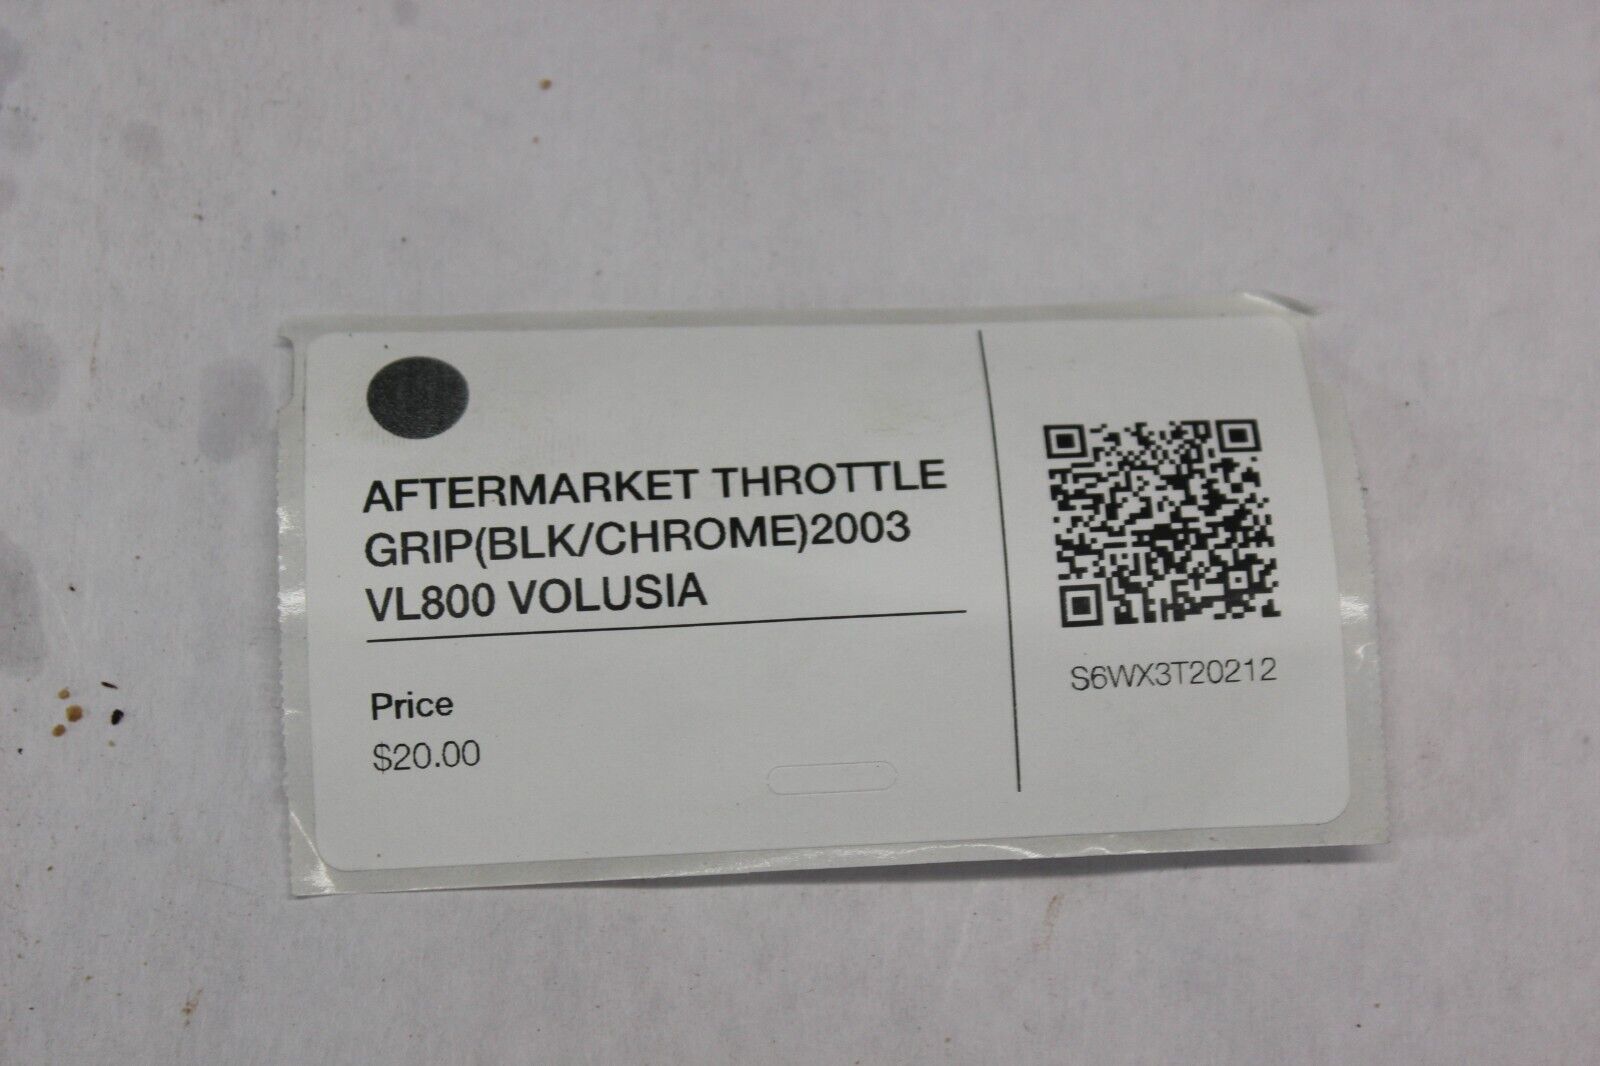 AFTERMARKET THROTTLE
GRIP(BLK/CHROME)2003
VL800 VOLUSIA
Price
$20.00
S6WX3T20212